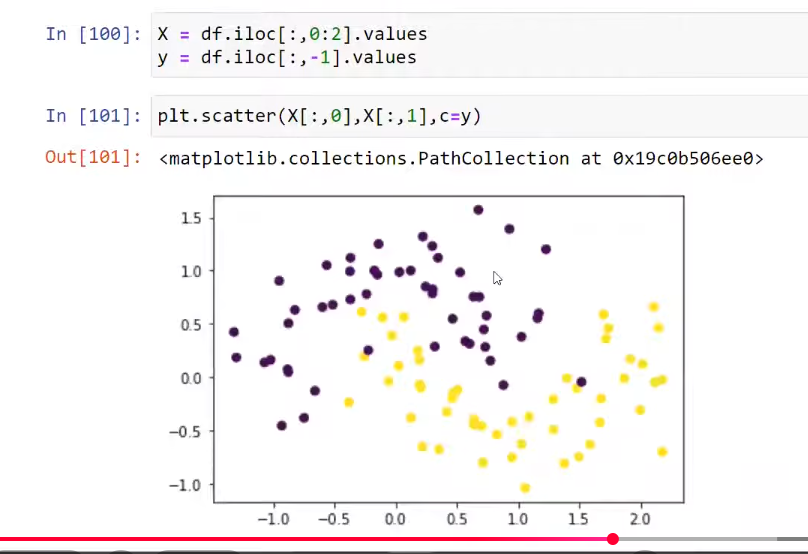 In [100]: X = df.iloc[:,0:2].values
y = df.iloc[:,-1].values
In [101]: plt.scatter(X[:,0],X[:,1],c=y)
Out[101]: <matplotlib.collections.PathCollection at 0x19c0b506ee0>
1.5
1.0
0.5
0.0
−0.5
−1.0
−1.0 −0.5 0.0 0.5 1.0 1.5 2.0